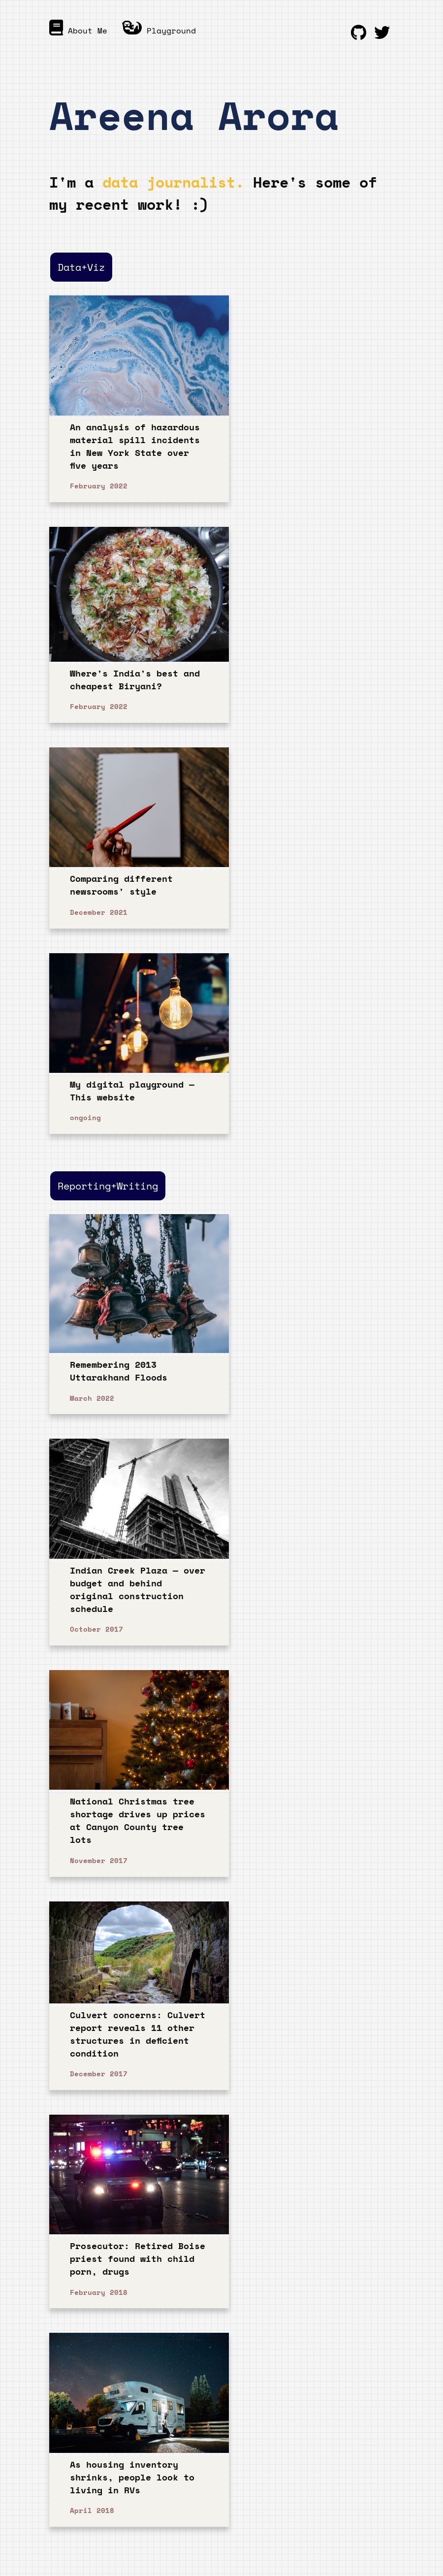 About Me
Playground
Areena Arora
I'm a data journalist. Here's some of
my recent work! :)
Data+Viz
An analysis of hazardous
material spill incidents
in New York State over
five years
February 2022
Where's India's best and
cheapest Biryani?
February 2022
Comparing different
newsrooms' style
December 2021
My digital playground —
This website
ongoing
Reporting+Writing
Remembering 2013
Uttarakhand Floods
March 2022
Indian Creek Plaza — over
budget and behind
original construction
schedule
October 2017
National Christmas tree
shortage drives up prices
at Canyon County tree
lots
November 2017
Culvert concerns: Culvert
report reveals 11 other
structures in deficient
condition
December 2017
Prosecutor: Retired Boise
priest found with child
porn, drugs
February 2018
As housing inventory
shrinks, people look to
living in RVs
April 2018